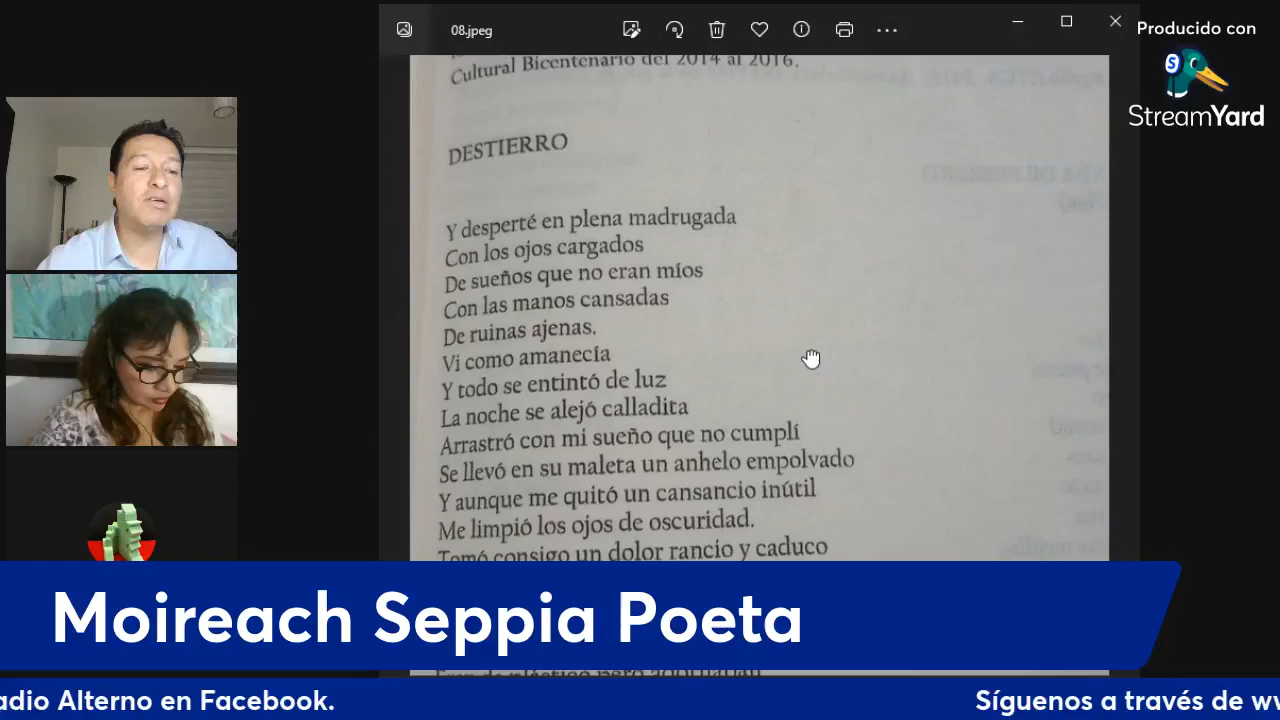 08.jpeg
Producido con
StreamYard
Cultural Bicentenario del 2014 al 2016.
DESTIERRO
Y desperté en plena madrugada
Con los ojos cargados
De sueños que no eran míos
Con las manos cansadas
De ruinas ajenas.
Vi como amanecía
Y todo se entintó de luz
La noche se alejó calladita
Arrastró con mi sueño que no cumplí
Se llevó en su maleta un anhelo empolvado
Y aunque me quitó un cansancio inútil
Me limpió los ojos de oscuridad.
Tomó consigo un dolor rancio y caduco
Moireach Seppia Poeta
adio Alterno en Facebook.
Síguenos a través de